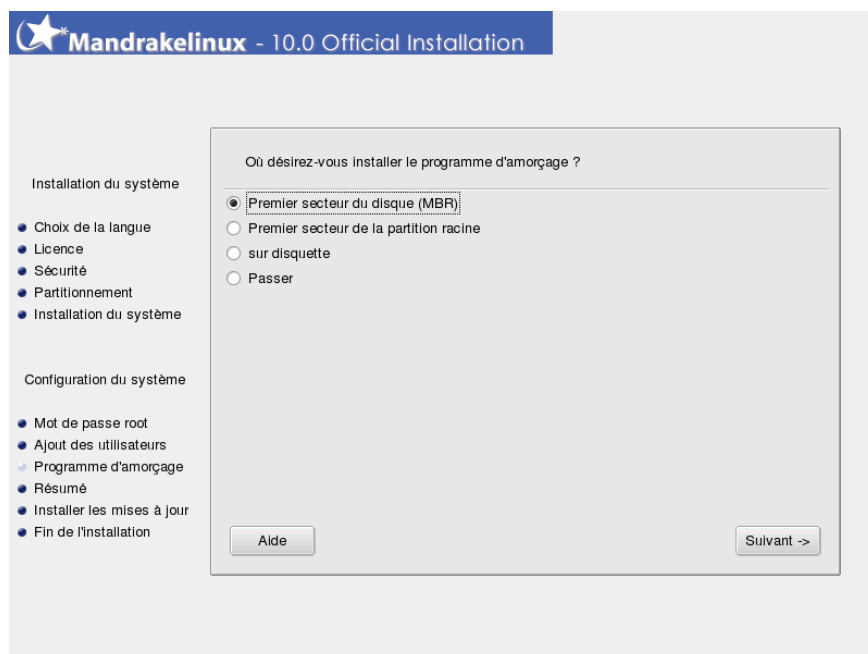 Mandrakelinux - 10.0 Official Installation
Installation du système
Choix de la langue
Licence
Sécurité
Partitionnement
Installation du système
Configuration du système
Mot de passe root
Ajout des utilisateurs
Programme d'amorçage
Résumé
Installer les mises à jour
Fin de l'installation
Où désirez-vous installer le programme d'amorçage ?
Premier secteur du disque (MBR)
Premier secteur de la partition racine
sur disquette
Passer
Aide
Suivant ->